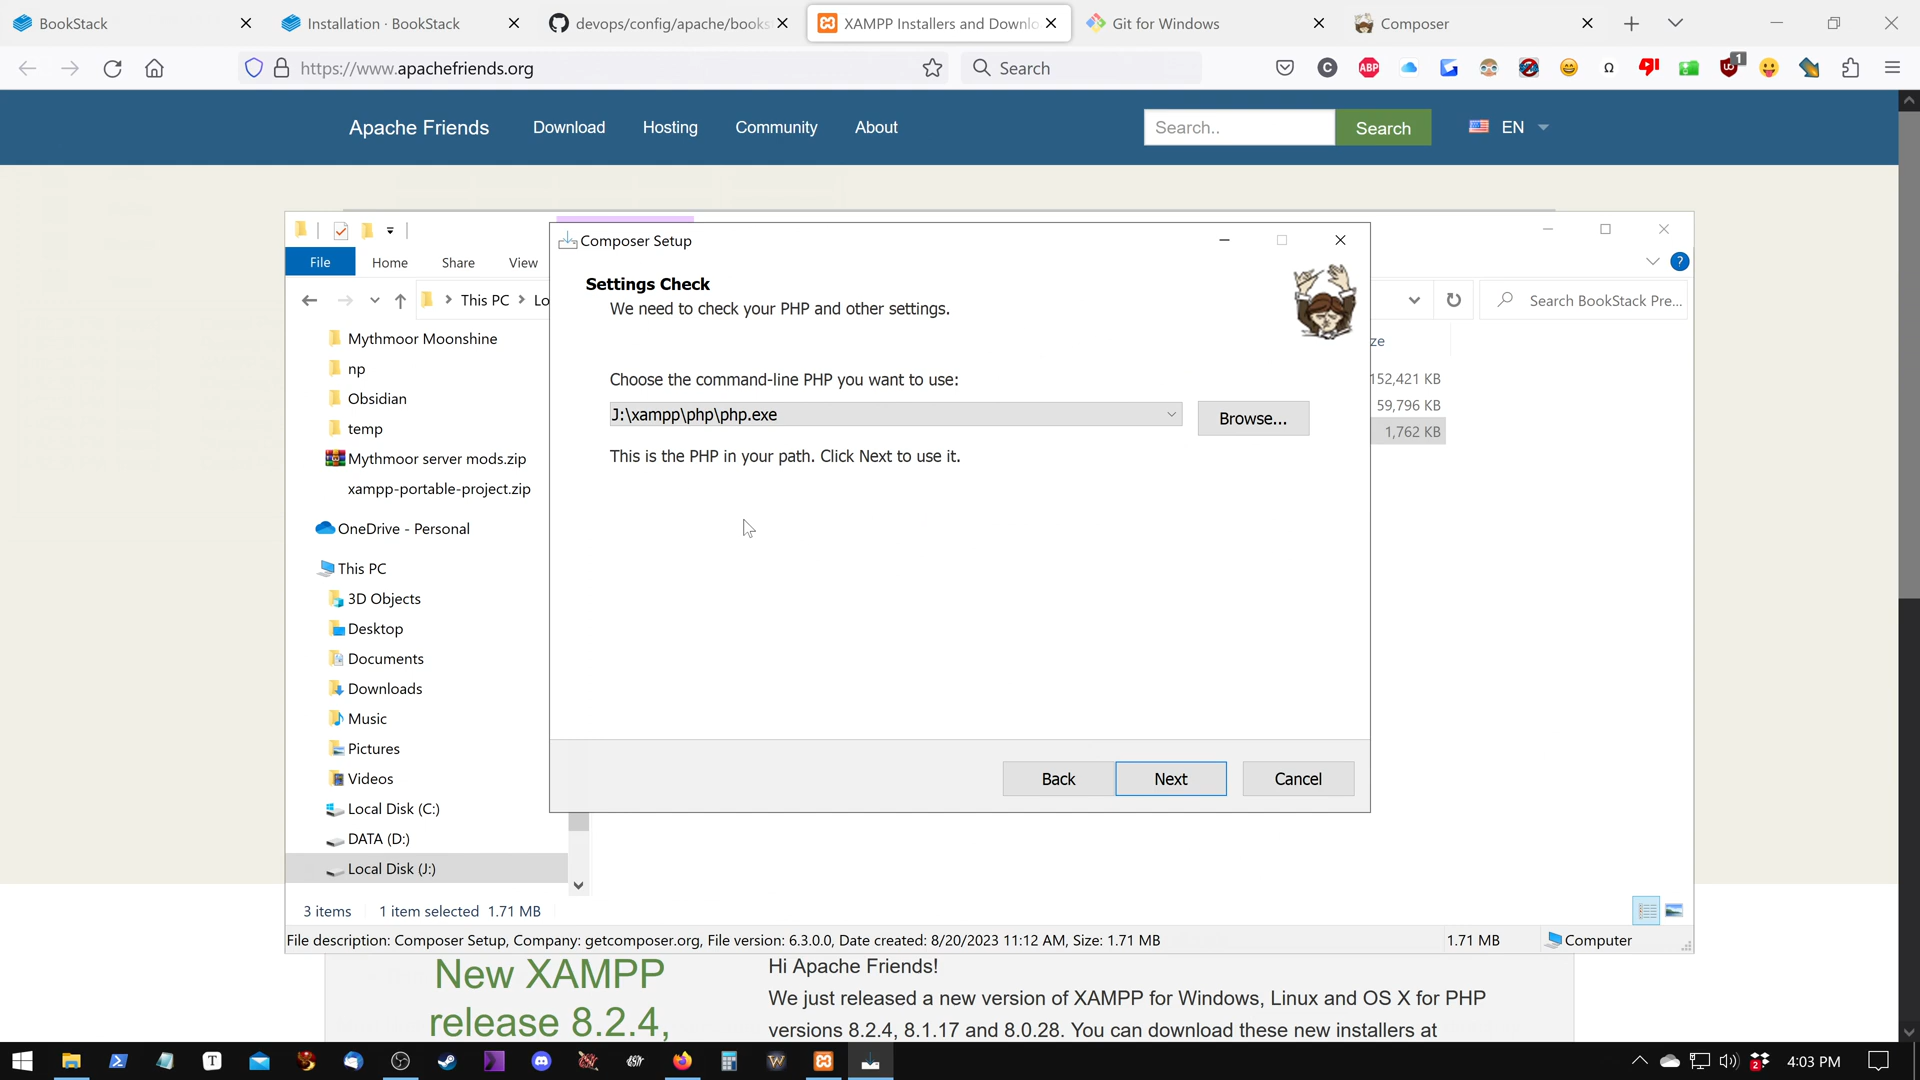 BookStack
Installation · BookStack
devops/config/apache/books
XAMPP Installers and Downlo
Git for Windows
Composer
https://www.apachefriends.org
Search
Apache Friends
Download
Hosting
Community
About
Search..
Search
EN
Composer Setup
File
Home
Share
View
Settings Check
We need to check your PHP and other settings.
This PC
Lo
Search BookStack Pre...
Mythmoor Moonshine
ze
np
Choose the command-line PHP you want to use:
152,421 KB
Obsidian
J:\xampp\php\php.exe
Browse...
59,796 KB
temp
1,762 KB
Mythmoor server mods.zip
This is the PHP in your path. Click Next to use it.
xampp-portable-project.zip
OneDrive - Personal
This PC
3D Objects
Desktop
Documents
Downloads
Music
Pictures
Videos
Back
Next
Cancel
Local Disk (C:)
DATA (D:)
Local Disk (J:)
3 items
1 item selected 1.71 MB
File description: Composer Setup, Company: getcomposer.org, File version: 6.3.0.0, Date created: 8/20/2023 11:12 AM, Size: 1.71 MB
1.71 MB
Computer
New XAMPP
release 8.2.4,
Hi Apache Friends!
We just released a new version of XAMPP for Windows, Linux and OS X for PHP
versions 8.2.4, 8.1.17 and 8.0.28. You can download these new installers at
4:03 PM